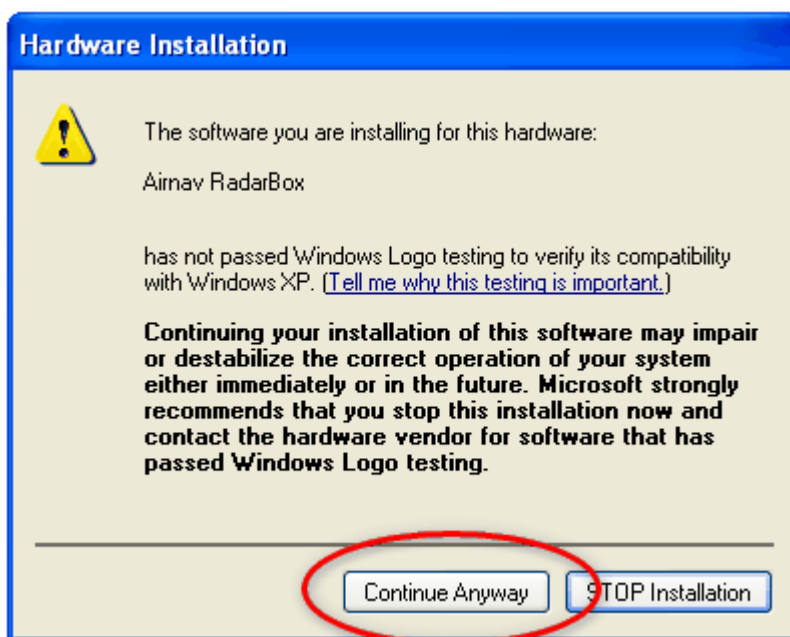 Hardware Installation
The software you are installing for this hardware:
Airnav RadarBox
has not passed Windows Logo testing to verify its compatibility
with Windows XP. (Tell me why this testing is important.)
Continuing your installation of this software may impair
or destabilize the correct operation of your system
either immediately or in the future. Microsoft strongly
recommends that you stop this installation now and
contact the hardware vendor for software that has
passed Windows Logo testing.
Continue Anyway
STOP Installation